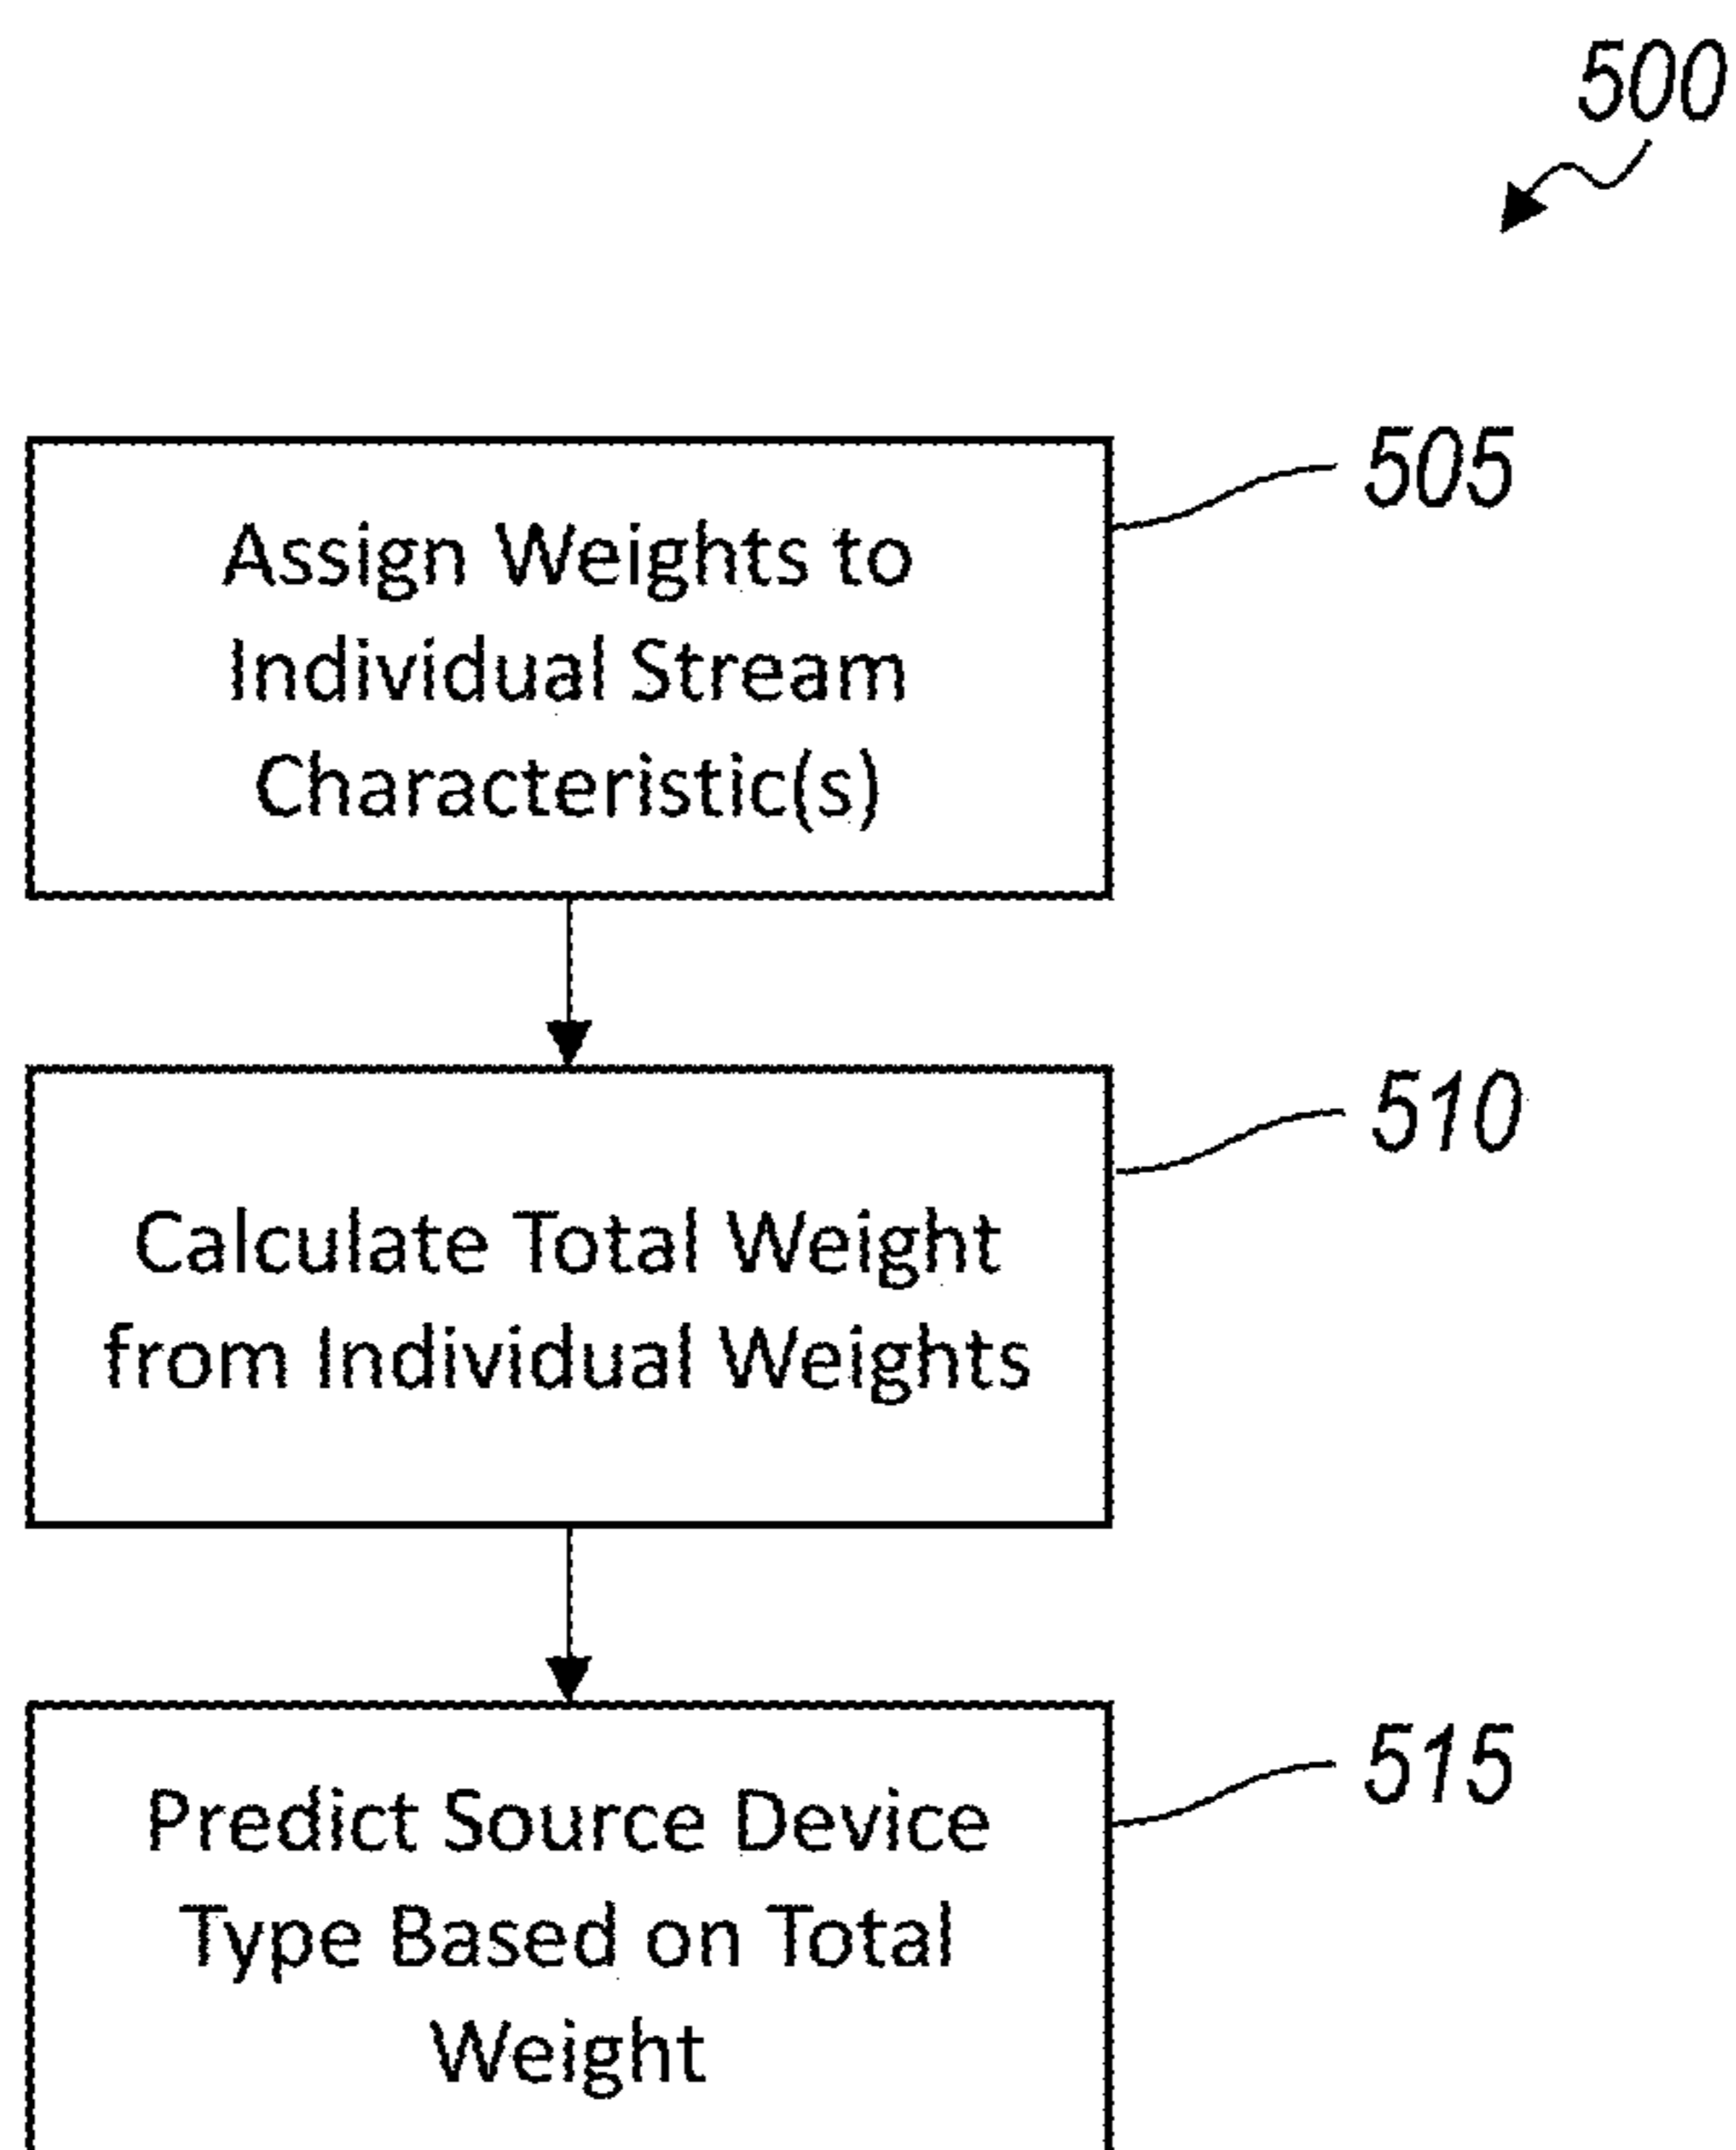 500
505
Assign Weights to
Individual Stream
Characteristic(s)
510
Calculate Total Weight
from Individual Weights
515
Predict Source Device
Type Based on Total
Weight